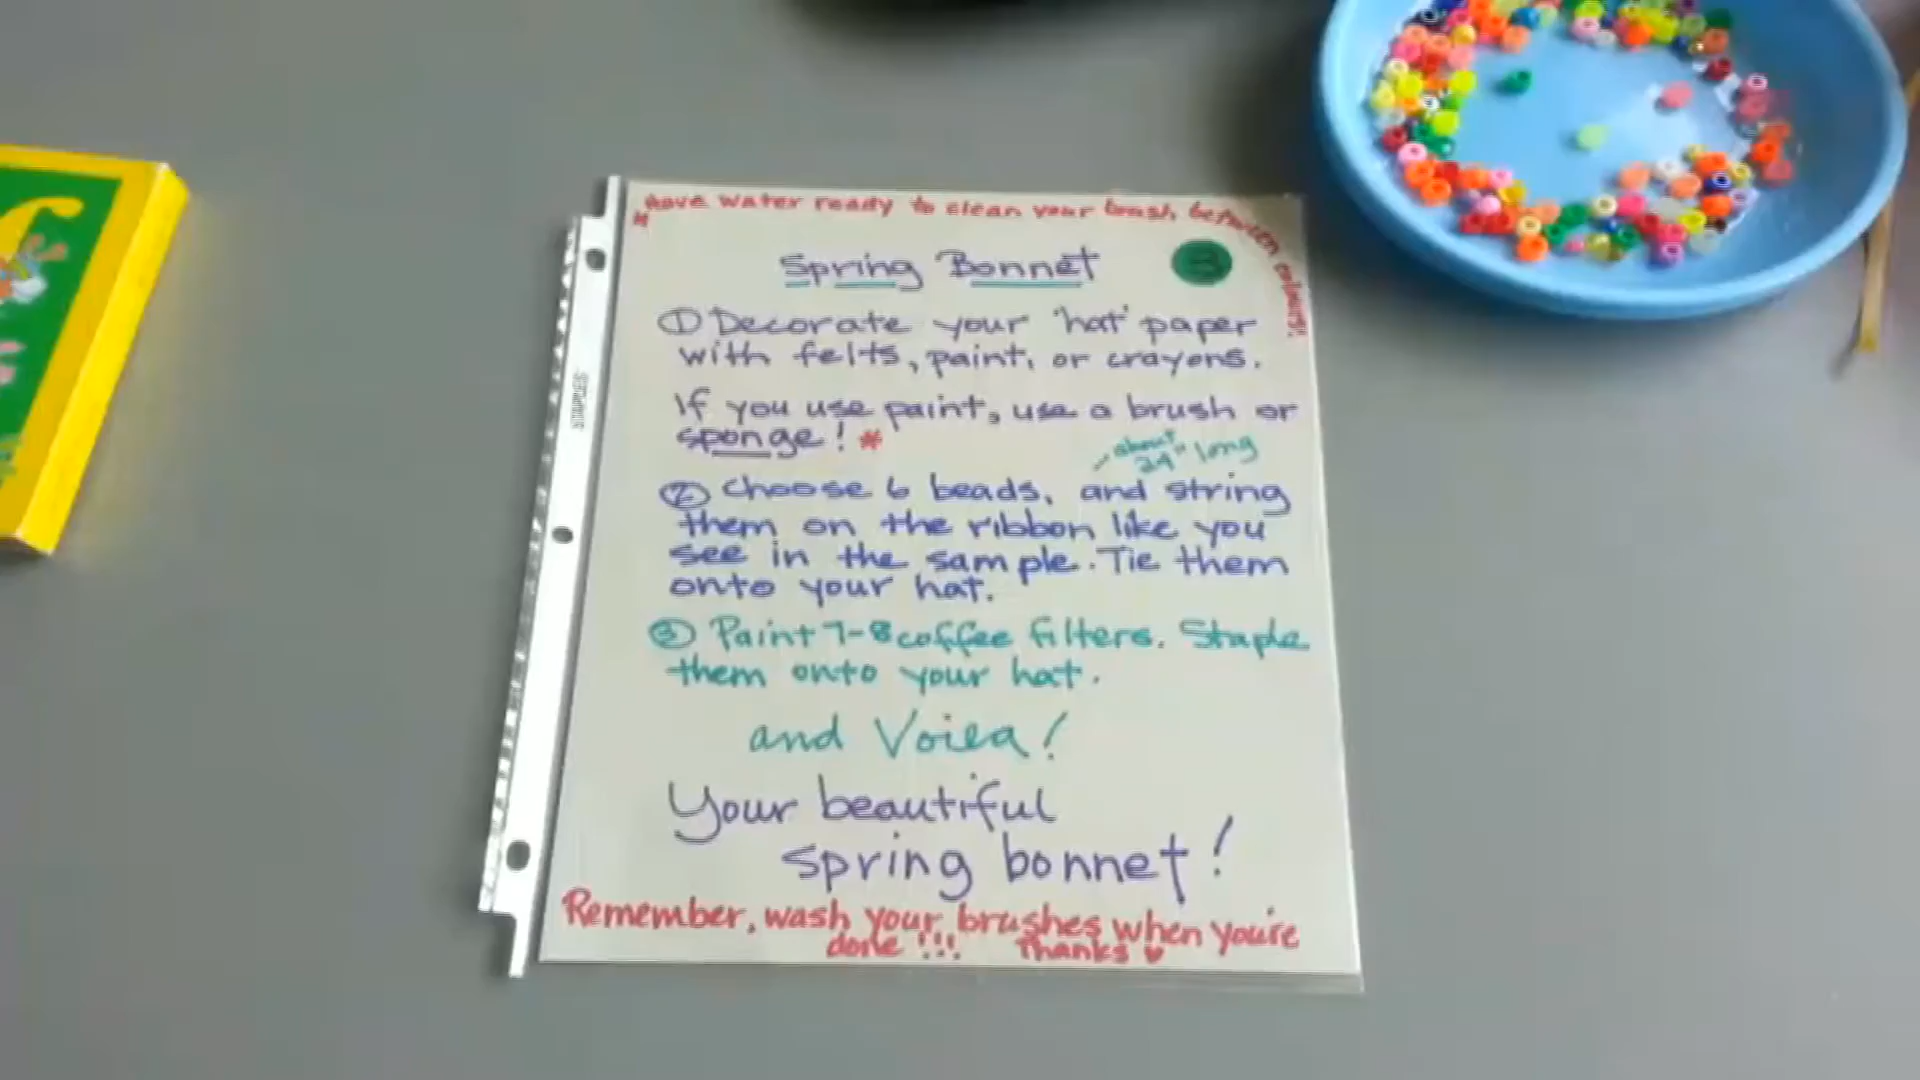 * have water ready to clean your brush between colours!
Spring Bonnet
3
① Decorate your 'hat' paper
with felts, paint, or crayons.
If you use paint, use a brush or
sponge! *
about
24" long
② Choose 6 beads, and string
them on the ribbon like you
see in the sample. Tie them
onto your hat.
③ Paint 7-8 coffee filters. Staple
them onto your hat.
and Voila!
Your beautiful
spring bonnet!
Remember, wash your brushes when you're
done !!! Thanks ♥
STAPLES